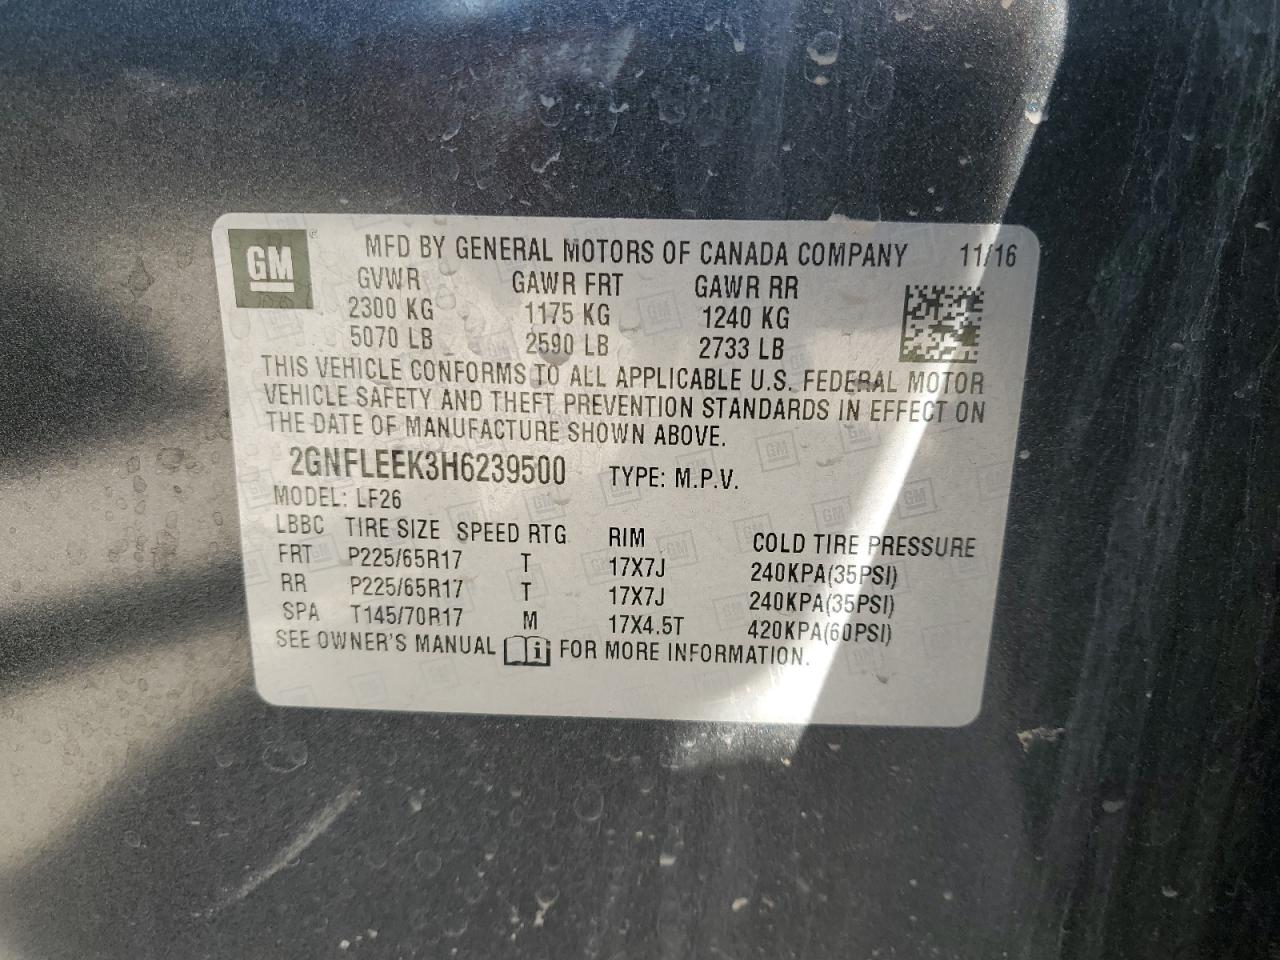 GM
MFD BY GENERAL MOTORS OF CANADA COMPANY 11/16
GVWR GAWR FRT GAWR RR
2300 KG 1175 KG 1240 KG
5070 LB 2590 LB 2733 LB
THIS VEHICLE CONFORMS TO ALL APPLICABLE U.S. FEDERAL MOTOR
VEHICLE SAFETY AND THEFT PREVENTION STANDARDS IN EFFECT ON
THE DATE OF MANUFACTURE SHOWN ABOVE.
2GNFLEEK3H6239500 TYPE: M.P.V.
MODEL: LF26
LBBC TIRE SIZE SPEED RTG RIM COLD TIRE PRESSURE
FRT P225/65R17 T 17X7J 240KPA(35PSI)
RR P225/65R17 T 17X7J 240KPA(35PSI)
SPA T145/70R17 M 17X4.5T 420KPA(60PSI)
SEE OWNER'S MANUAL i FOR MORE INFORMATION.